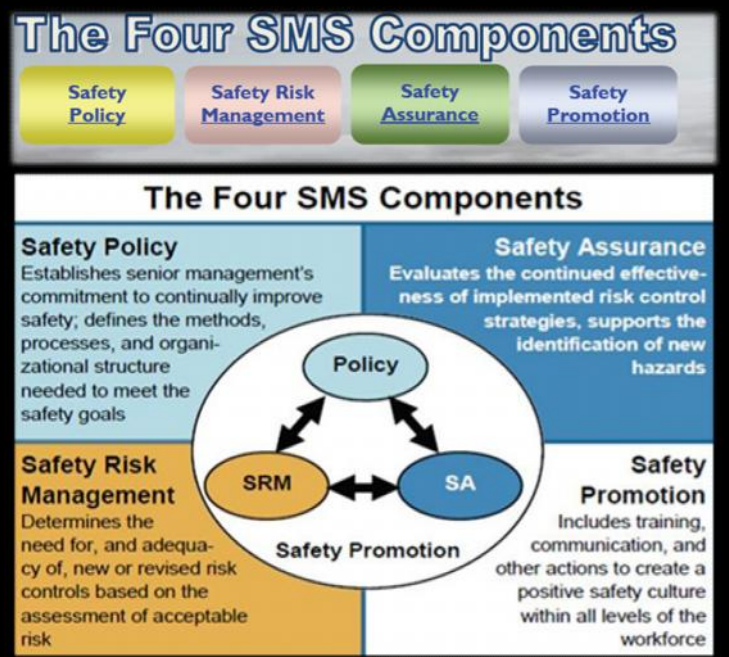 The Four SMS Components
Safety
Policy
Safety Risk
Management
Safety
Assurance
Safety
Promotion
The Four SMS Components
Safety Policy
Establishes senior management's
commitment to continually improve
safety; defines the methods,
processes, and organi-
zational structure
needed to meet the
safety goals
Safety Assurance
Evaluates the continued effective-
ness of implemented risk control
strategies, supports the
identification of new
hazards
Policy
SRM
SA
Safety Promotion
Safety Risk
Management
Determines the
need for, and adequa-
cy of, new or revised risk
controls based on the
assessment of acceptable
risk
Safety
Promotion
Includes training,
communication, and
other actions to create a
positive safety culture
within all levels of the
workforce